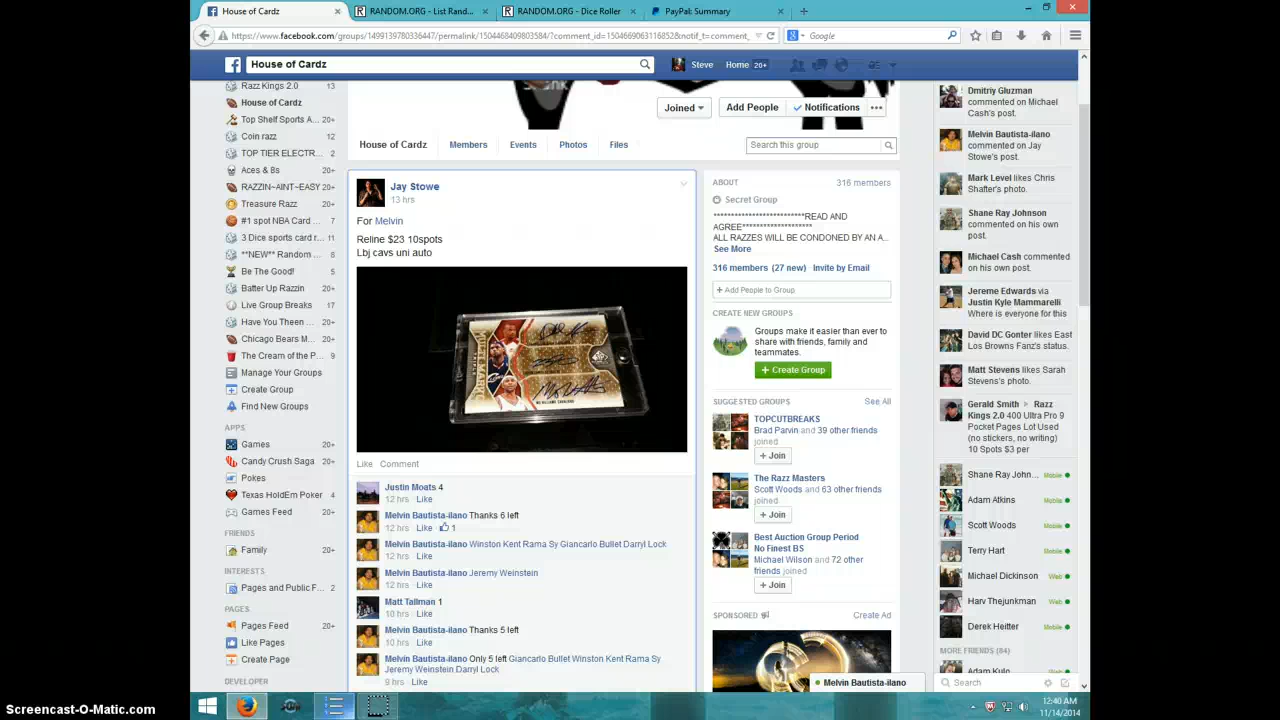 House of Cardz
RANDOM.ORG - List Rand...
RANDOM.ORG - Dice Roller
PayPal: Summary
https://www.facebook.com/groups/1499139780336447/permalink/1504468409803584/?comment_id=1504669063116852&notif_t=comment_
Google
House of Cardz
Steve
Home 20+
Razz Kings 2.0 13
House of Cardz
Top Shelf Sports A... 20+
Coin razz 12
TOP TIER ELECTR... 2
Aces & 8s 20+
RAZZIN~AINT~EASY 20+
Treasure Razz 20+
#1 spot NBA Card ... 7
3 Dice sports card r... 11
**NEW** Random ... 8
Be The Good! 20+
Batter Up Razzin 20+
Live Group Breaks 17
Have You Theen ... 20+
Chicago Bears M... 20+
The Cream of the P... 9
Manage Your Groups
Create Group
Find New Groups
APPS
Games 20+
Candy Crush Saga 20+
Pokes
Texas HoldEm Poker 4
Games Feed 20+
FRIENDS
Family 20+
INTERESTS
Pages and Public F... 2
PAGES
Pages Feed 20+
Like Pages
Create Page
DEVELOPER
Joined
Add People
Notifications
House of Cardz
Members
Events
Photos
Files
Search this group
Jay Stowe
13 hrs
For Melvin
Reline $23 10spots
Lbj cavs uni auto
Like Comment
Justin Moats 4
12 hrs Like
Melvin Bautista-ilano Thanks 6 left
12 hrs Like 1
Melvin Bautista-ilano Winston Kent Rama Sy Giancarlo Bullet Darryl Lock
12 hrs Like
Melvin Bautista-ilano Jeremy Weinstein
12 hrs Like
Matt Tallman 1
10 hrs Like
Melvin Bautista-ilano Thanks 5 left
10 hrs Like
Melvin Bautista-ilano Only 5 left Giancarlo Bullet Winston Kent Rama Sy
Jeremy Weinstein Darryl Lock
9 hrs Like
ABOUT
316 members
Secret Group
READ AND
AGREE
ALL RAZZES WILL BE CONDONED BY AN A...
See More
316 members (27 new) Invite by Email
+ Add People to Group
CREATE NEW GROUPS
Groups make it easier than ever to
share with friends, family and
teammates.
+ Create Group
SUGGESTED GROUPS
See All
TOPCUTBREAKS
Brad Parvin and 39 other friends
joined
+ Join
The Razz Masters
Scott Woods and 63 other friends
joined
+ Join
Best Auction Group Period
No Finest BS
Michael Wilson and 72 other
friends joined
+ Join
SPONSORED
Create Ad
Melvin Bautista-ilano
Dmitriy Gluzman
commented on Michael
Cash's post.
Melvin Bautista-ilano
commented on Jay
Stowe's post.
Mark Level likes Chris
Shafter's photo.
Shane Ray Johnson
commented on his own
post.
Michael Cash commented
on his own post.
Jereme Edwards via
Justin Kyle Mammarelli
Where is everyone for this
David DC Gonter likes East
Los Browns Fanz's status.
Matt Stevens likes Sarah
Stevens's photo.
Gerald Smith ▸ Razz
Kings 2.0 400 Ultra Pro 9
Pocket Pages Lot Used
(no stickers, no writing)
10 Spots $3 per
Shane Ray John... Mobile
Adam Atkins
Scott Woods
Terry Hart
Michael Dickinson Web
Harv Thejunkman Web
Derek Heitter Mobile
MORE FRIENDS (84)
Adam Kulo
Search
12:40 AM
11/14/2014
Screencast-O-Matic.com